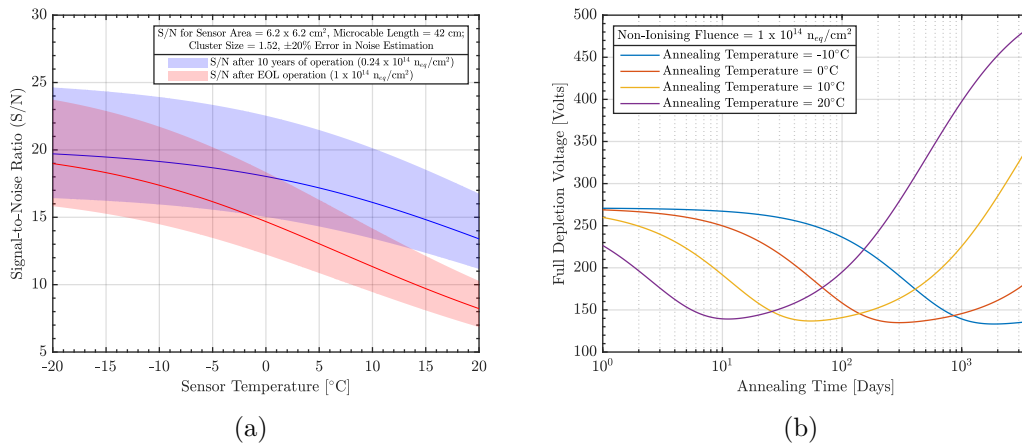 S/N for Sensor Area = 6.2 x 6.2 cm², Microcable Length = 42 cm;
Cluster Size = 1.52, ±20% Error in Noise Estimation
S/N after 10 years of operation (0.24 x 10¹⁴ nₑq/cm²)
S/N after EOL operation (1 x 10¹⁴ nₑq/cm²)
30
25
20
15
10
5
Signal-to-Noise Ratio (S/N)
-20 -15 -10 -5 0 5 10 15 20
Sensor Temperature [°C]
(a)
Non-Ionising Fluence = 1 x 10¹⁴ nₑq/cm²
Annealing Temperature = -10°C
Annealing Temperature = 0°C
Annealing Temperature = 10°C
Annealing Temperature = 20°C
500
450
400
350
300
250
200
150
100
Full Depletion Voltage [Volts]
10⁰ 10¹ 10² 10³
Annealing Time [Days]
(b)